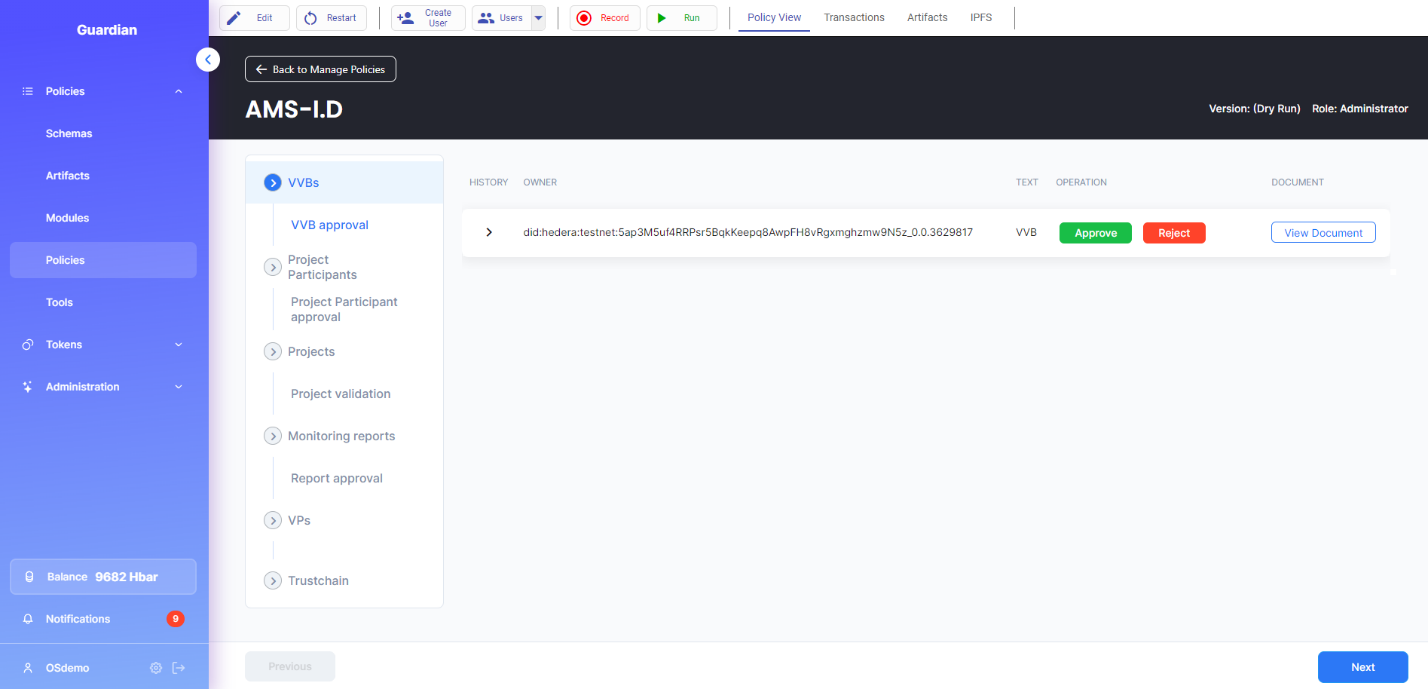 Guardian
Policies
Schemas
Artifacts
Modules
Policies
Tools
Tokens
Administration
Balance 9682 Hbar
Notifications 9
OSdemo
Edit
Restart
Create
User
Users
Record
Run
Policy View
Transactions
Artifacts
IPFS
Back to Manage Policies
AMS-I.D
Version: (Dry Run) Role: Administrator
VVBs
VVB approval
Project
Participants
Project Participant
approval
Projects
Project validation
Monitoring reports
Report approval
VPs
Trustchain
HISTORY OWNER TEXT OPERATION DOCUMENT
did:hedera:testnet:5ap3M5uf4RRPsr5BqkKeepq8AwpFH8vRgxmghzmw9N5z_0.0.3629817 VVB Approve Reject View Document
Previous
Next